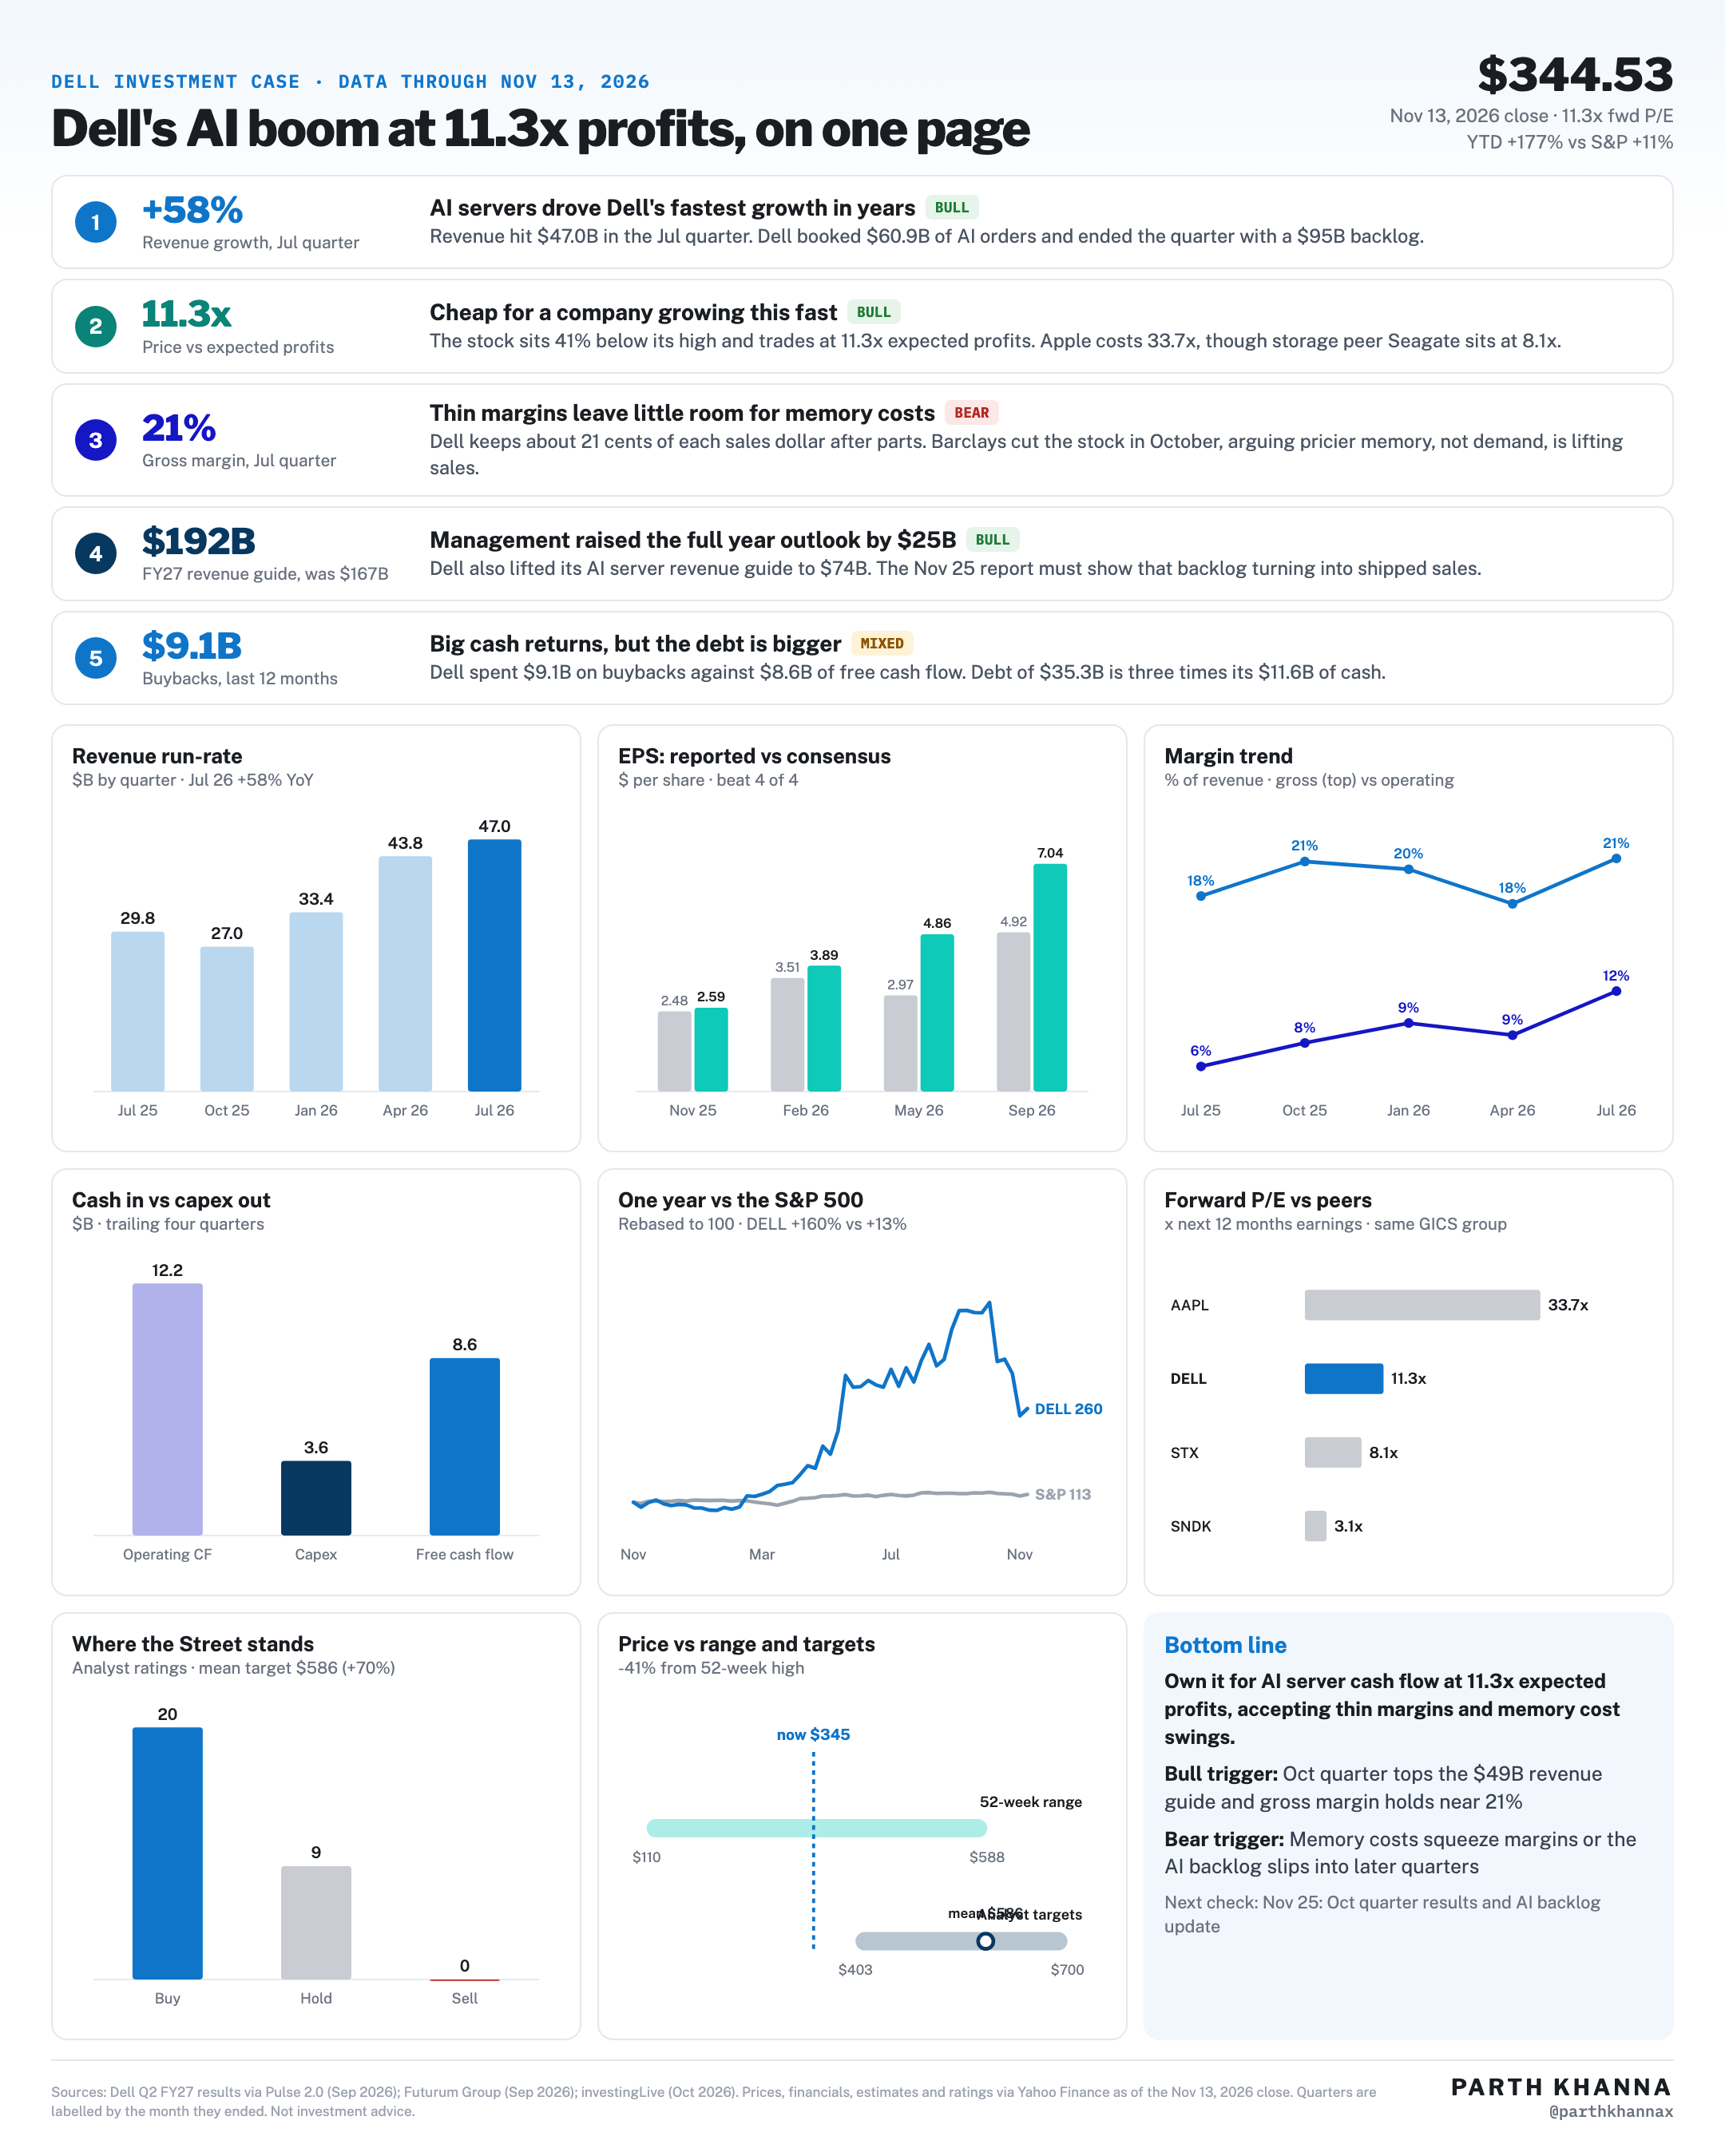 DELL INVESTMENT CASE · DATA THROUGH NOV 13, 2026
Dell's AI boom at 11.3x profits, on one page
$344.53
Nov 13, 2026 close · 11.3x fwd P/E
YTD +177% vs S&P +11%
1
+58%
Revenue growth, Jul quarter
AI servers drove Dell's fastest growth in years BULL
Revenue hit $47.0B in the Jul quarter. Dell booked $60.9B of AI orders and ended the quarter with a $95B backlog.
2
11.3x
Price vs expected profits
Cheap for a company growing this fast BULL
The stock sits 41% below its high and trades at 11.3x expected profits. Apple costs 33.7x, though storage peer Seagate sits at 8.1x.
3
21%
Gross margin, Jul quarter
Thin margins leave little room for memory costs BEAR
Dell keeps about 21 cents of each sales dollar after parts. Barclays cut the stock in October, arguing pricier memory, not demand, is lifting
sales.
4
$192B
FY27 revenue guide, was $167B
Management raised the full year outlook by $25B BULL
Dell also lifted its AI server revenue guide to $74B. The Nov 25 report must show that backlog turning into shipped sales.
5
$9.1B
Buybacks, last 12 months
Big cash returns, but the debt is bigger MIXED
Dell spent $9.1B on buybacks against $8.6B of free cash flow. Debt of $35.3B is three times its $11.6B of cash.
Revenue run-rate
$B by quarter · Jul 26 +58% YoY
29.8 27.0 33.4 43.8 47.0
Jul 25 Oct 25 Jan 26 Apr 26 Jul 26
EPS: reported vs consensus
$ per share · beat 4 of 4
2.48 2.59 3.51 3.89 2.97 4.86 4.92 7.04
Nov 25 Feb 26 May 26 Sep 26
Margin trend
% of revenue · gross (top) vs operating
18% 21% 20% 18% 21%
6% 8% 9% 9% 12%
Jul 25 Oct 25 Jan 26 Apr 26 Jul 26
Cash in vs capex out
$B · trailing four quarters
12.2 3.6 8.6
Operating CF Capex Free cash flow
One year vs the S&P 500
Rebased to 100 · DELL +160% vs +13%
DELL 260
S&P 113
Nov Mar Jul Nov
Forward P/E vs peers
x next 12 months earnings · same GICS group
AAPL 33.7x
DELL 11.3x
STX 8.1x
SNDK 3.1x
Where the Street stands
Analyst ratings · mean target $586 (+70%)
20 9 0
Buy Hold Sell
Price vs range and targets
-41% from 52-week high
now $345
52-week range
$110 $588
mean $586
Analyst targets
$403 $700
Bottom line
Own it for AI server cash flow at 11.3x expected
profits, accepting thin margins and memory cost
swings.
Bull trigger: Oct quarter tops the $49B revenue
guide and gross margin holds near 21%
Bear trigger: Memory costs squeeze margins or the
AI backlog slips into later quarters
Next check: Nov 25: Oct quarter results and AI backlog
update
Sources: Dell Q2 FY27 results via Pulse 2.0 (Sep 2026); Futurum Group (Sep 2026); investingLive (Oct 2026). Prices, financials, estimates and ratings via Yahoo Finance as of the Nov 13, 2026 close. Quarters are
labelled by the month they ended. Not investment advice.
PARTH KHANNA
@parthkhannax